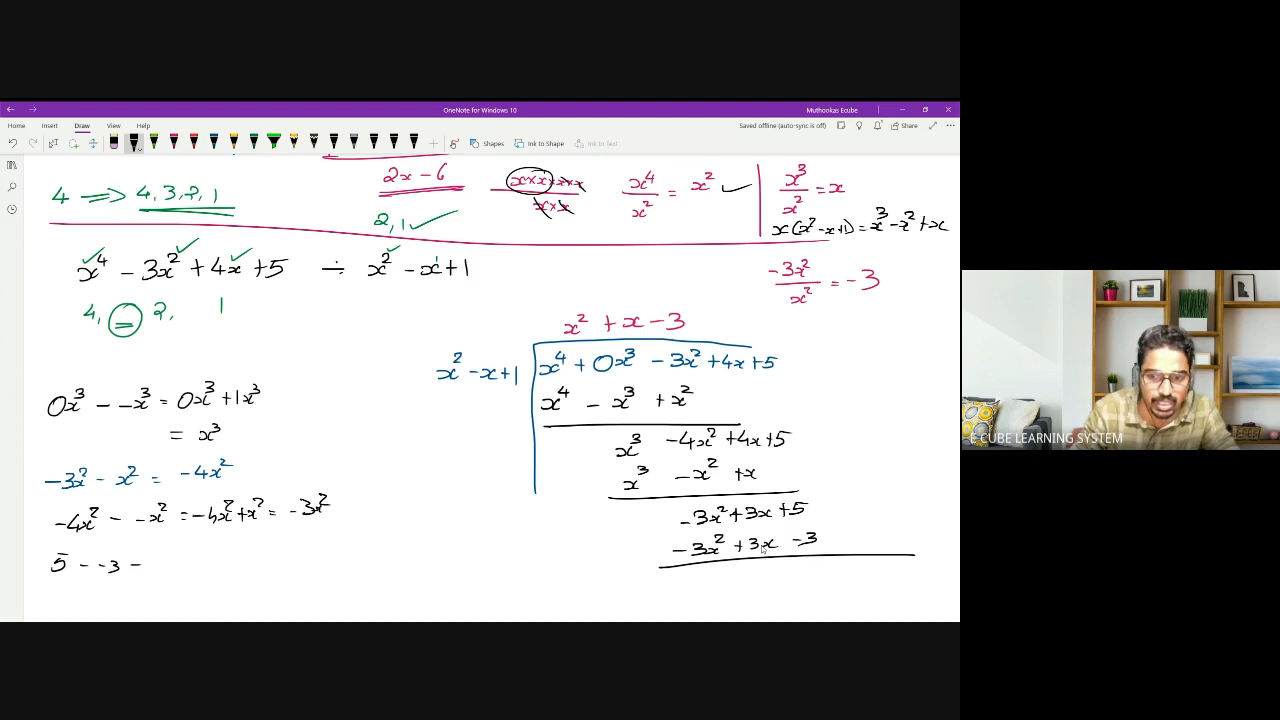 OneNote for Windows 10
Muthookas Ecube
Home Insert Draw View Help
Saved offline (auto-sync is off)
Share
Shapes
Ink to Shape
Ink to Text
4 ⟹ 4, 3, 2, 1
2x - 6
x×x×x×x / x×x
x⁴/x² = x² ✓
x³/x² = x
2, 1 ✓
x(x² - x + 1) = x³ - x² + x
x⁴ - 3x² + 4x + 5 ÷ x² - x¹ + 1
4, _ 2, 1
-3x²/x² = -3
x² + x - 3
x² - x + 1
x⁴ + 0x³ - 3x² + 4x + 5
x⁴ - x³ + x²
x³ - 4x² + 4x + 5
x³ - x² + x
-3x² + 3x + 5
-3x² + 3x - 3
0x³ - -x³ = 0x³ + 1x³
= x³
-3x² - x² = -4x²
-4x² - -x² = -4x² + x² = -3x²
5 - -3 =
E CUBE LEARNING SYSTEM